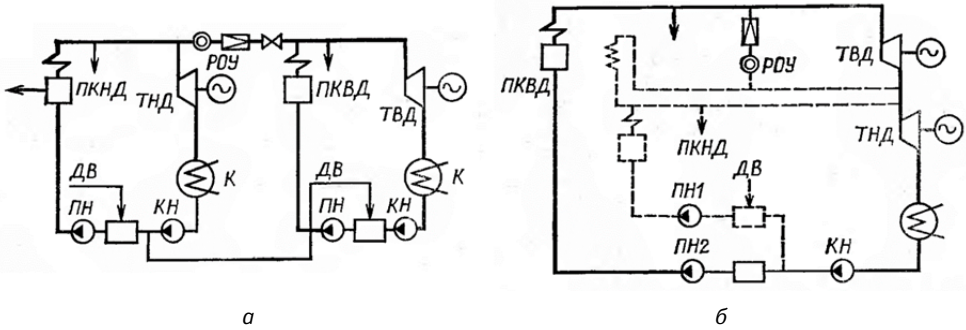 РОУ
ПКНД
ТНД
ПКВД
ТВД
К
К
ДВ
ДВ
ПН
КН
ПН
КН
а
РОУ
ТВД
ПКВД
ТНД
ПКНД
ДВ
ПН1
ПН2
КН
б